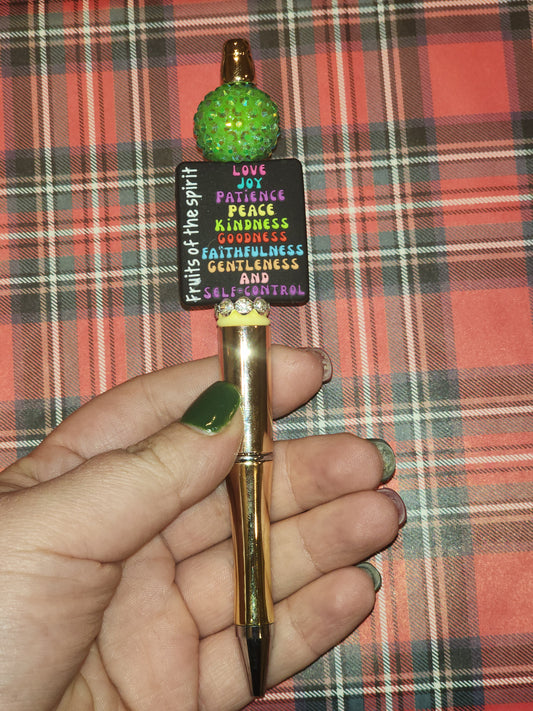 Fruits of the spirit
LOVE
JOY
PATIENCE
PEACE
KINDNESS
GOODNESS
FAITHFULNESS
GENTLENESS
AND
SELF-CONTROL